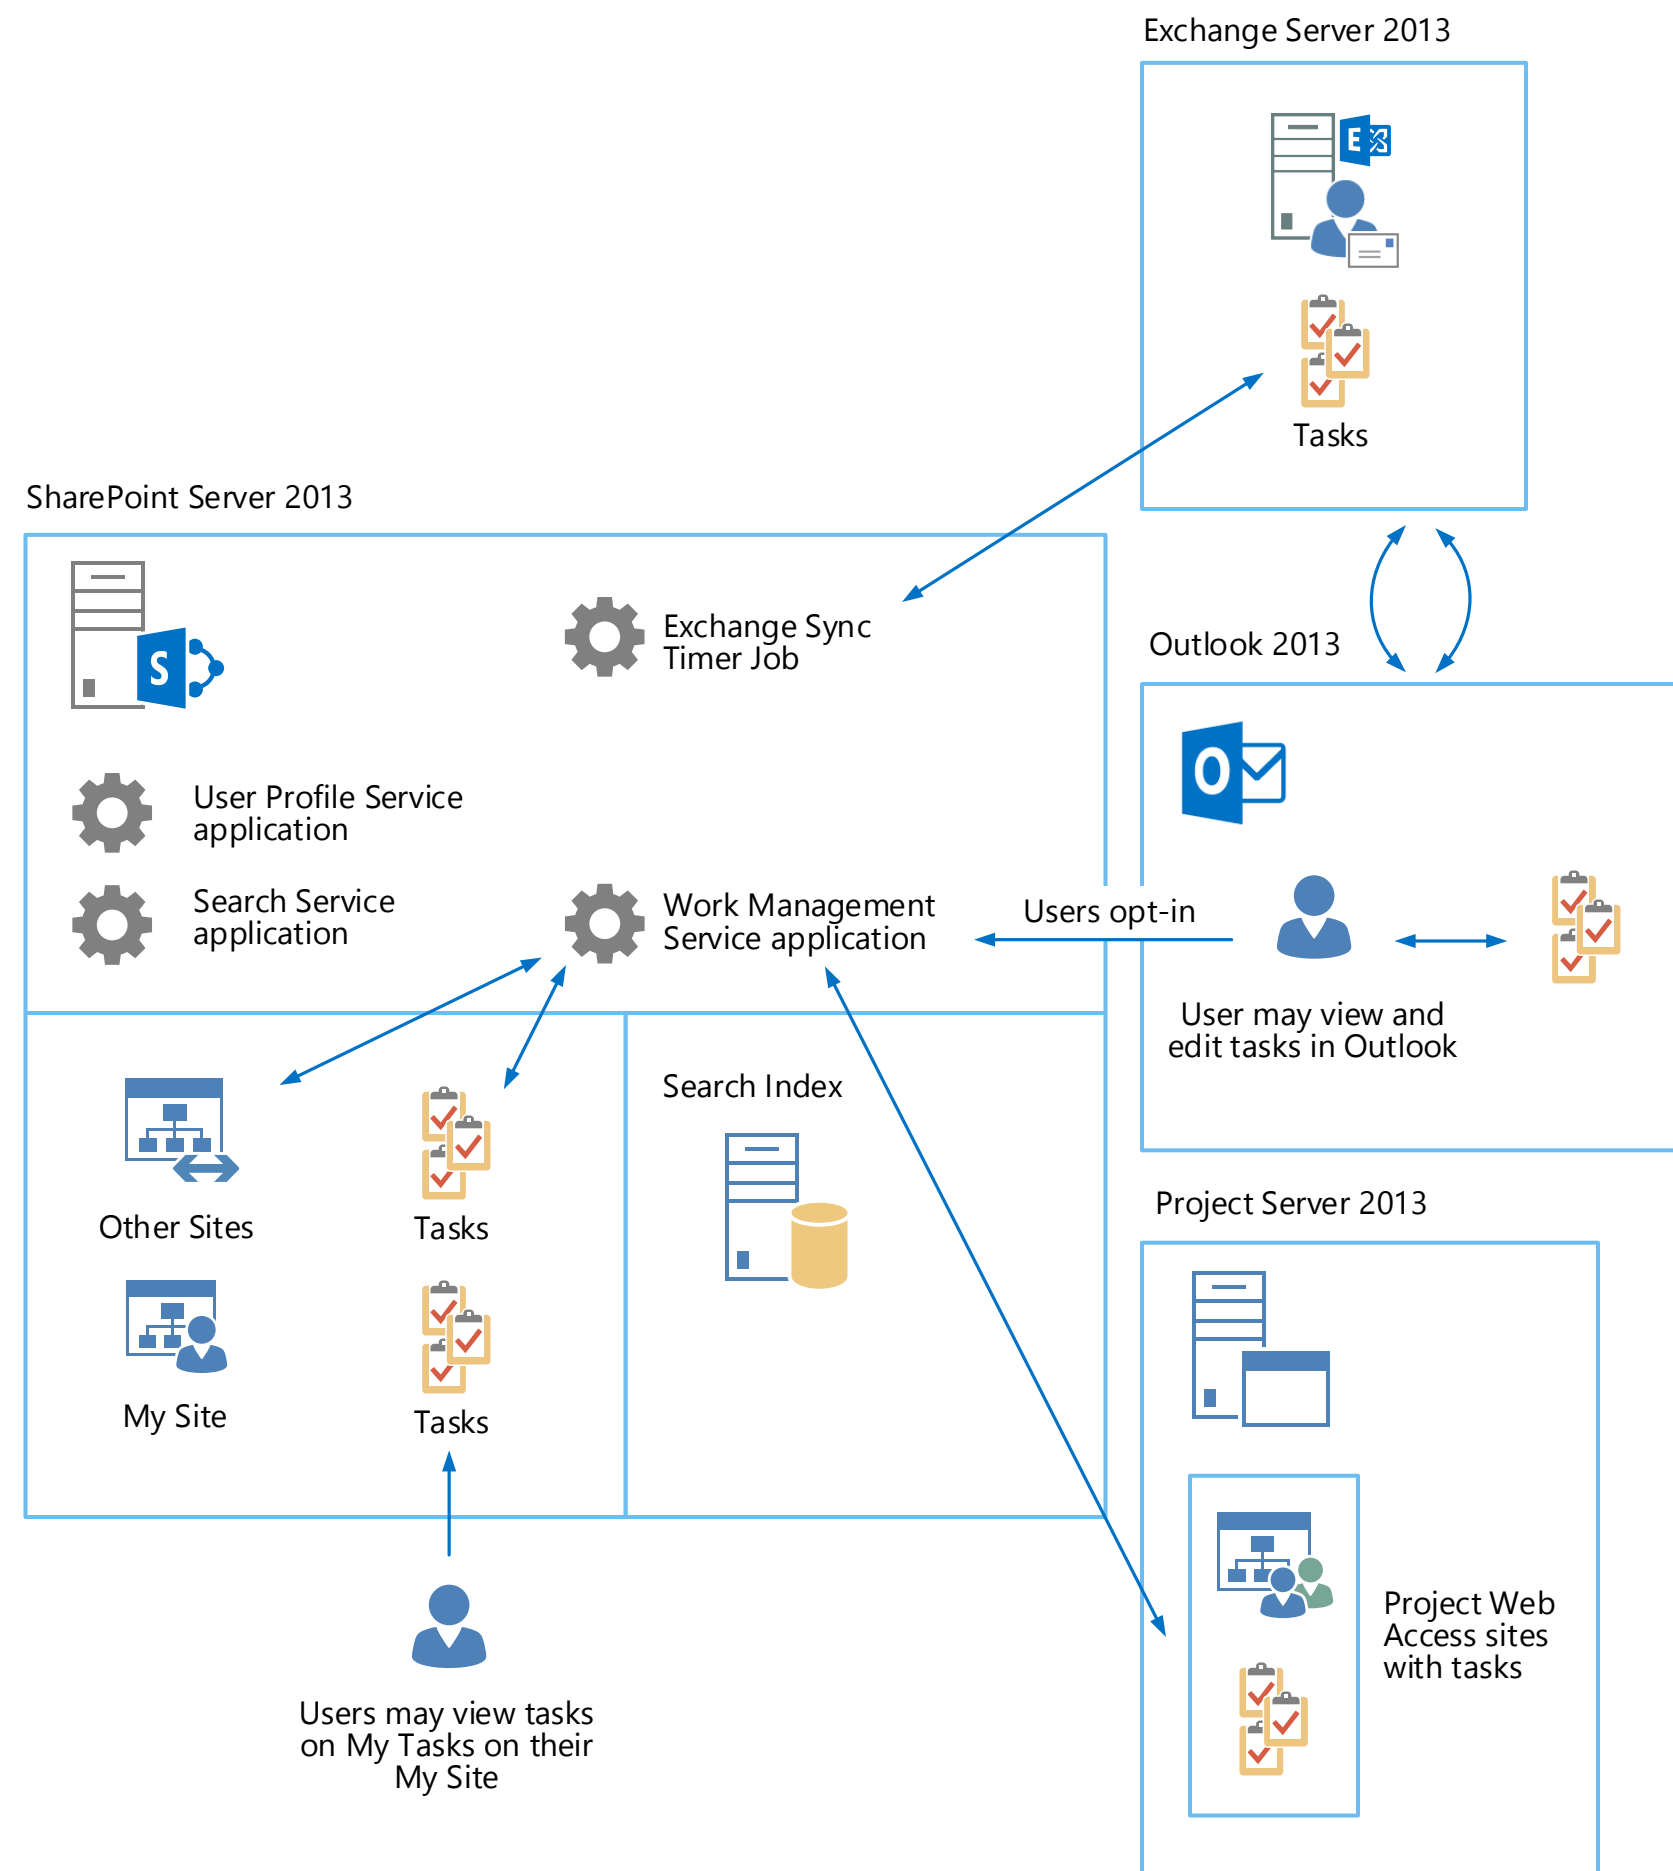 Exchange Server 2013
E
Tasks
SharePoint Server 2013
S
Exchange Sync
Timer Job
User Profile Service
application
Search Service
application
Work Management
Service application
Outlook 2013
O
Users opt-in
User may view and
edit tasks in Outlook
Other Sites
Tasks
My Site
Tasks
Search Index
Users may view tasks
on My Tasks on their
My Site
Project Server 2013
Project Web
Access sites
with tasks